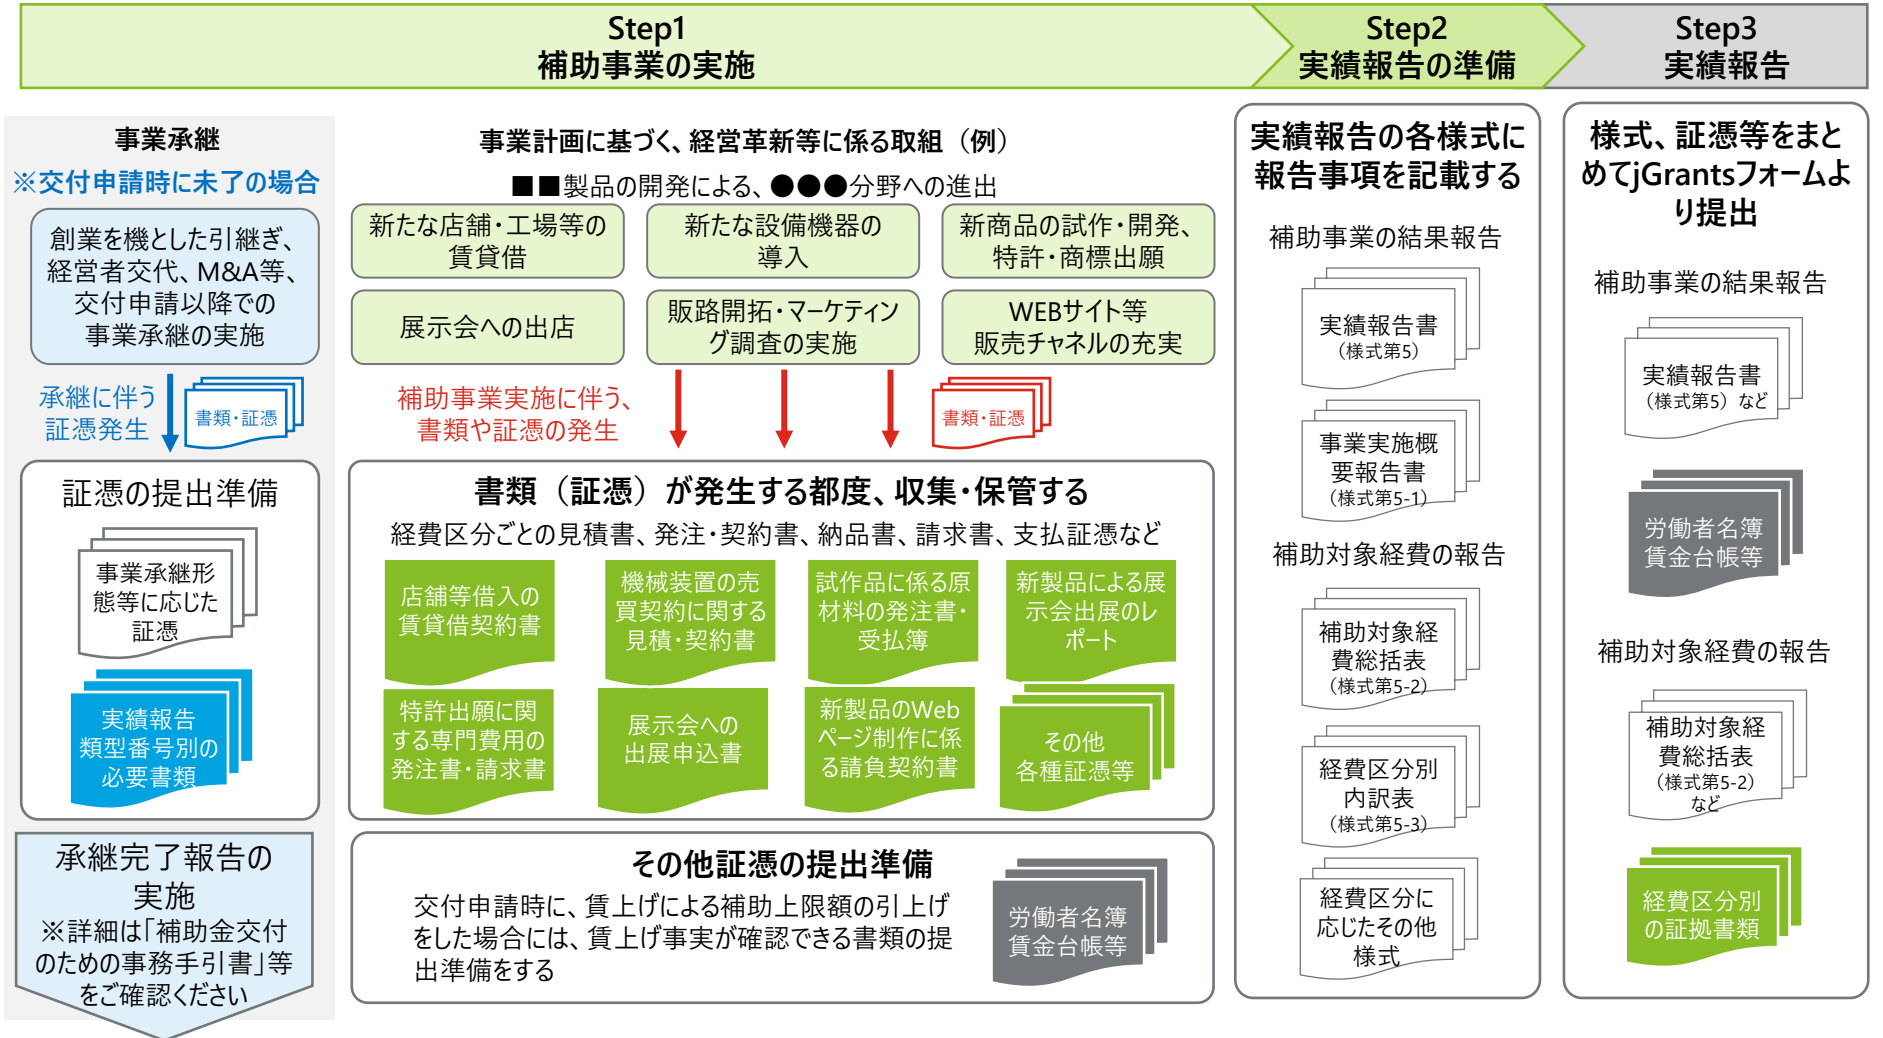 Step1
補助事業の実施
Step2
実績報告の準備
Step3
実績報告
事業承継
※交付申請時に未了の場合
創業を機とした引継ぎ、
経営者交代、M&A等、
交付申請以降での
事業承継の実施
承継に伴う
証憑発生
書類・証憑
証憑の提出準備
事業承継形
態等に応じた
証憑
実績報告
類型番号別の
必要書類
承継完了報告の
実施
※詳細は「補助金交付
のための事務手引書」等
をご確認ください
事業計画に基づく、経営革新等に係る取組（例）
■■製品の開発による、●●●分野への進出
新たな店舗・工場等の
賃貸借
新たな設備機器の
導入
新商品の試作・開発、
特許・商標出願
展示会への出店
販路開拓・マーケティン
グ調査の実施
WEBサイト等
販売チャネルの充実
補助事業実施に伴う、
書類や証憑の発生
書類・証憑
書類（証憑）が発生する都度、収集・保管する
経費区分ごとの見積書、発注・契約書、納品書、請求書、支払証憑など
店舗等借入の
賃貸借契約書
機械装置の売
買契約に関する
見積・契約書
試作品に係る原
材料の発注書・
受払簿
新製品による展
示会出展のレ
ポート
特許出願に関
する専門費用の
発注書・請求書
展示会への
出展申込書
新製品のWeb
ページ制作に係
る請負契約書
その他
各種証憑等
その他証憑の提出準備
交付申請時に、賃上げによる補助上限額の引上げ
をした場合には、賃上げ事実が確認できる書類の提
出準備をする
労働者名簿
賃金台帳等
実績報告の各様式に
報告事項を記載する
補助事業の結果報告
実績報告書
（様式第5）
事業実施概
要報告書
（様式第5-1）
補助対象経費の報告
補助対象経
費総括表
（様式第5-2）
経費区分別
内訳表
（様式第5-3）
経費区分に
応じたその他
様式
様式、証憑等をまと
めてjGrantsフォームよ
り提出
補助事業の結果報告
実績報告書
（様式第5）など
労働者名簿
賃金台帳等
補助対象経費の報告
補助対象経
費総括表
（様式第5-2）
など
経費区分別
の証拠書類